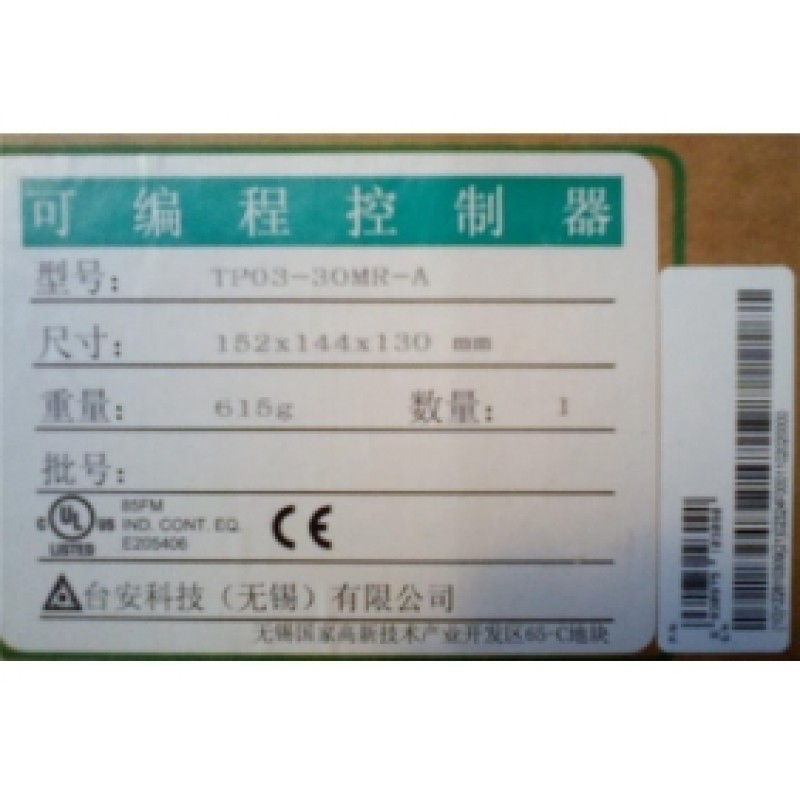 可编程控制器
型号: TP03-30MR-A
尺寸: 152x144x130 mm
重量: 615g 数量: 1
批号:
C UL US LISTED
85FM
IND. CONT. EQ.
E205406
CE
台安科技(无锡)有限公司
无锡国家高新技术产业开发区65-C地块